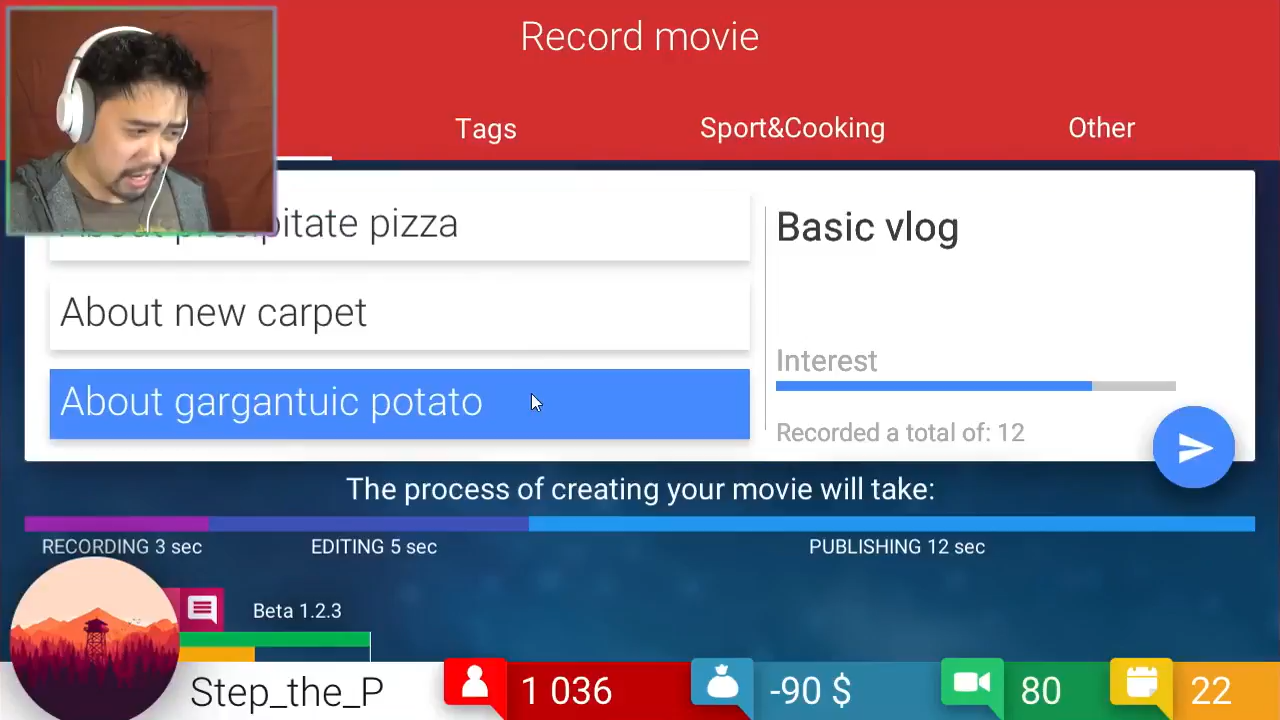 Record movie
Tags
Sport&Cooking
Other
pizza
About new carpet
About gargantuic potato
Basic vlog
Interest
Recorded a total of: 12
The process of creating your movie will take:
RECORDING 3 sec
EDITING 5 sec
PUBLISHING 12 sec
Beta 1.2.3
Step_the_P
1 036
-90 $
80
22